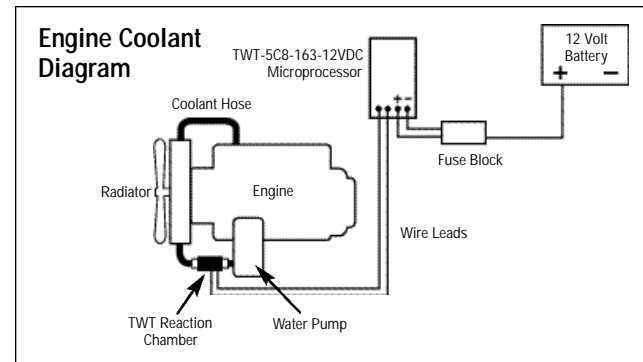 Engine Coolant
Diagram
TWT-5C8-163-12VDC
Microprocessor
12 Volt
Battery
+ −
+ −
Coolant Hose
Fuse Block
Radiator
Engine
Wire Leads
TWT Reaction
Chamber
Water Pump